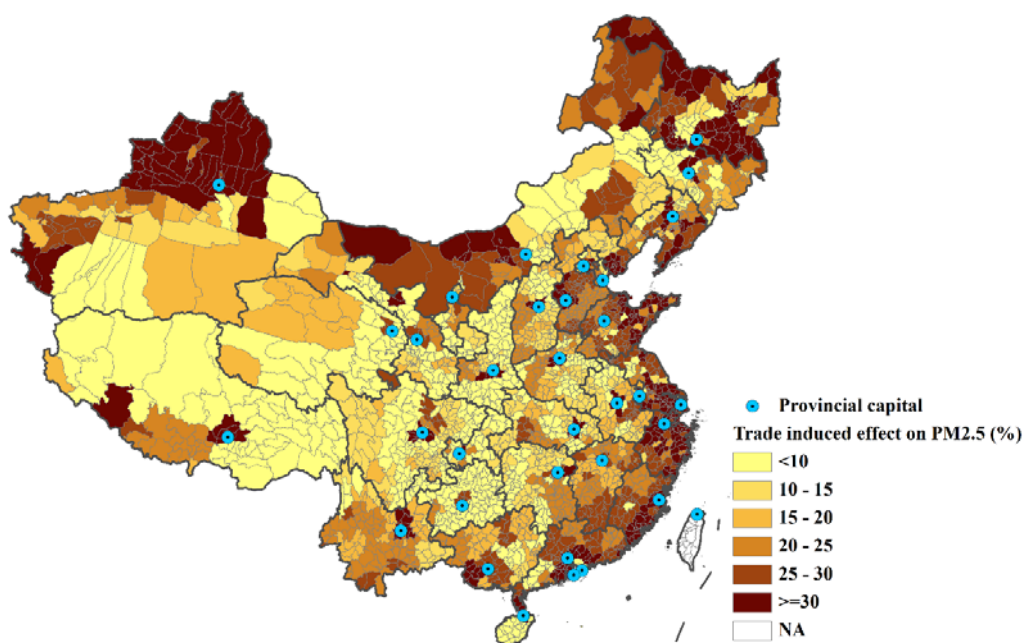 Provincial capital
Trade induced effect on PM2.5 (%)
<10
10 - 15
15 - 20
20 - 25
25 - 30
>=30
NA